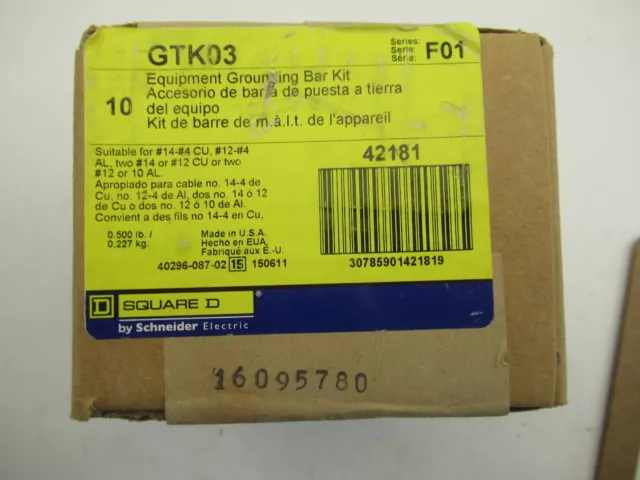 GTK03
Series:
Serie:
Série:
F01
10
Equipment Grounding Bar Kit
Accesorio de barra de puesta a tierra
del equipo
Kit de barre de m.à.l.t. de l'appareil
Suitable for #14-#4 CU, #12-#4
AL, two #14 or #12 CU or two
#12 or 10 AL.
Apropiado para cable no. 14-4 de
Cu, no. 12-4 de Al, dos no. 14 ó 12
de Cu o dos no. 12 ó 10 de Al.
Convient a des fils no 14-4 en Cu,
42181
0.500 lb. /
0.227 kg.
Made in U.S.A.
Hecho en EUA.
Fabriqué aux E.-U.
40296-087-02 15 150611
30785901421819
D SQUARE D ®
by Schneider Electric
16095780